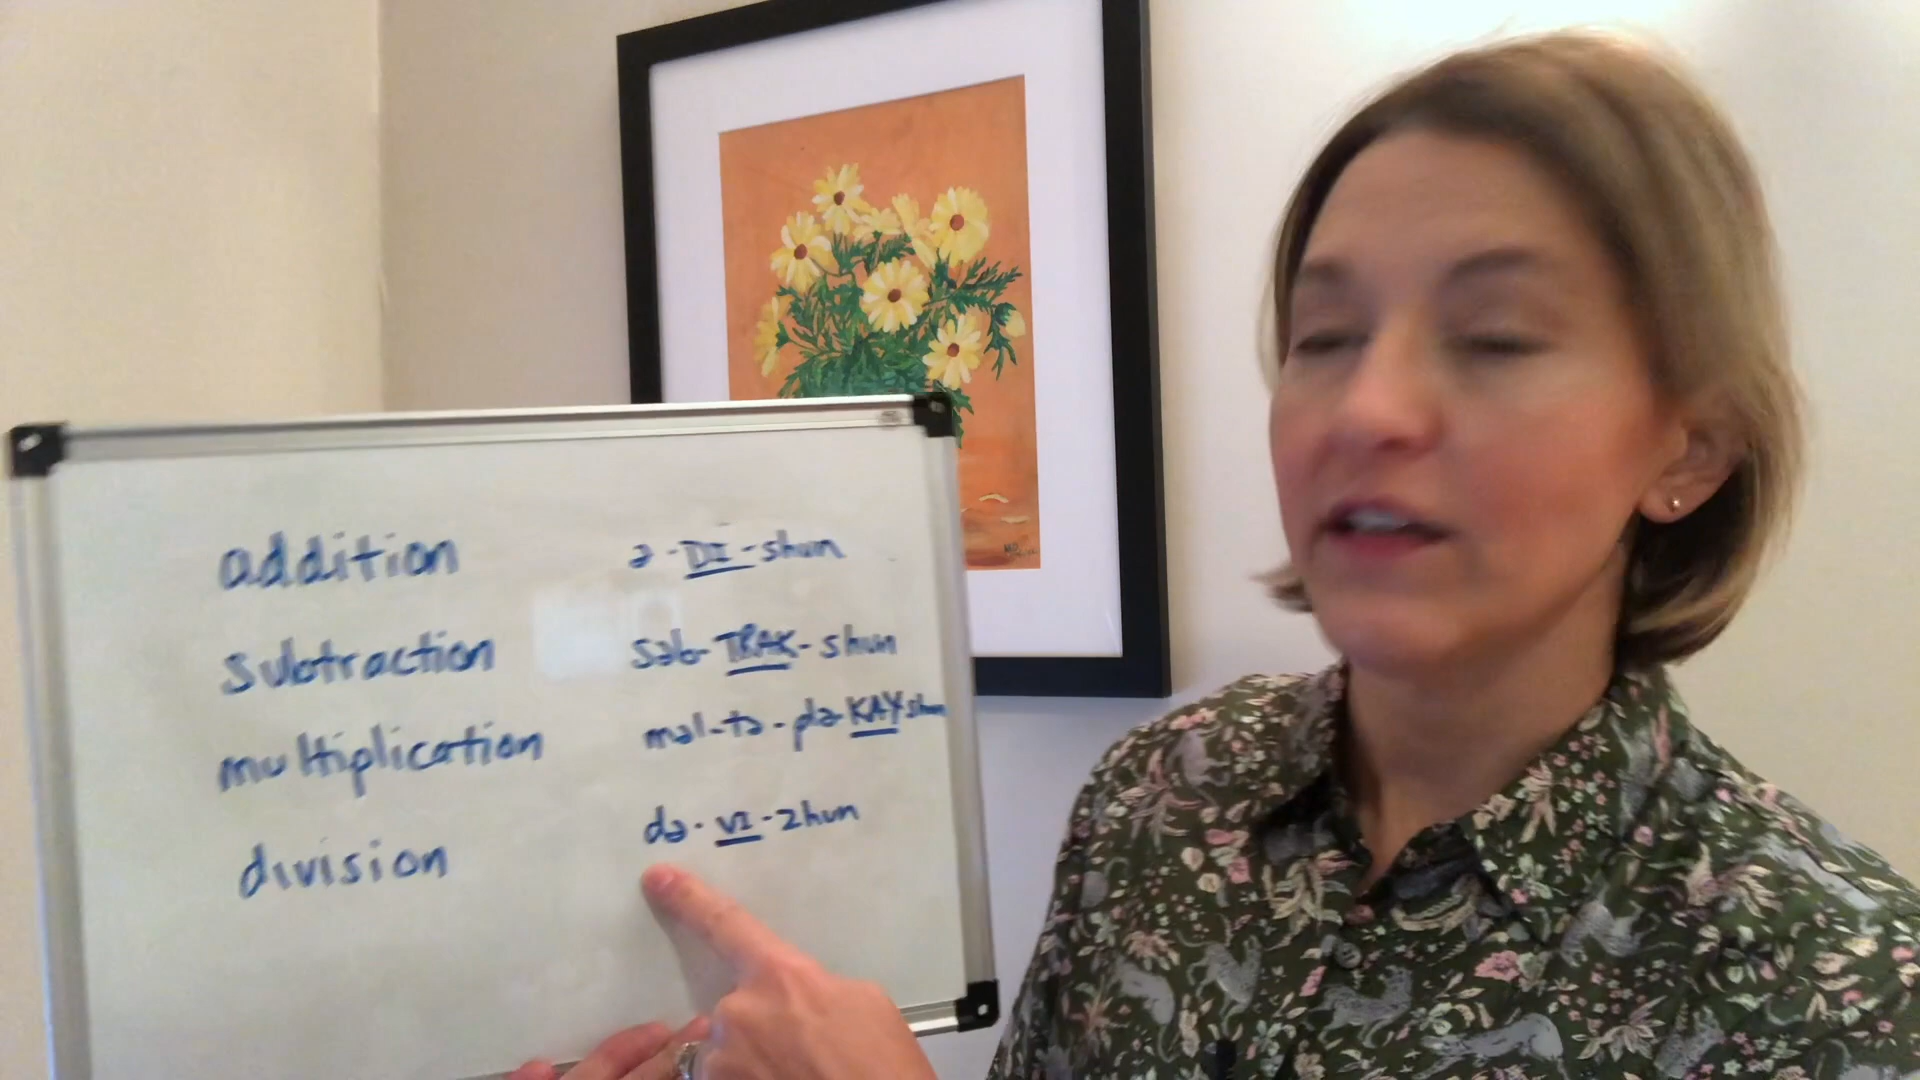 addition ə-DI-shun
subtraction səb-TRAK-shun
multiplication məl-tə-plə-KAYshun
division də-VI-zhun